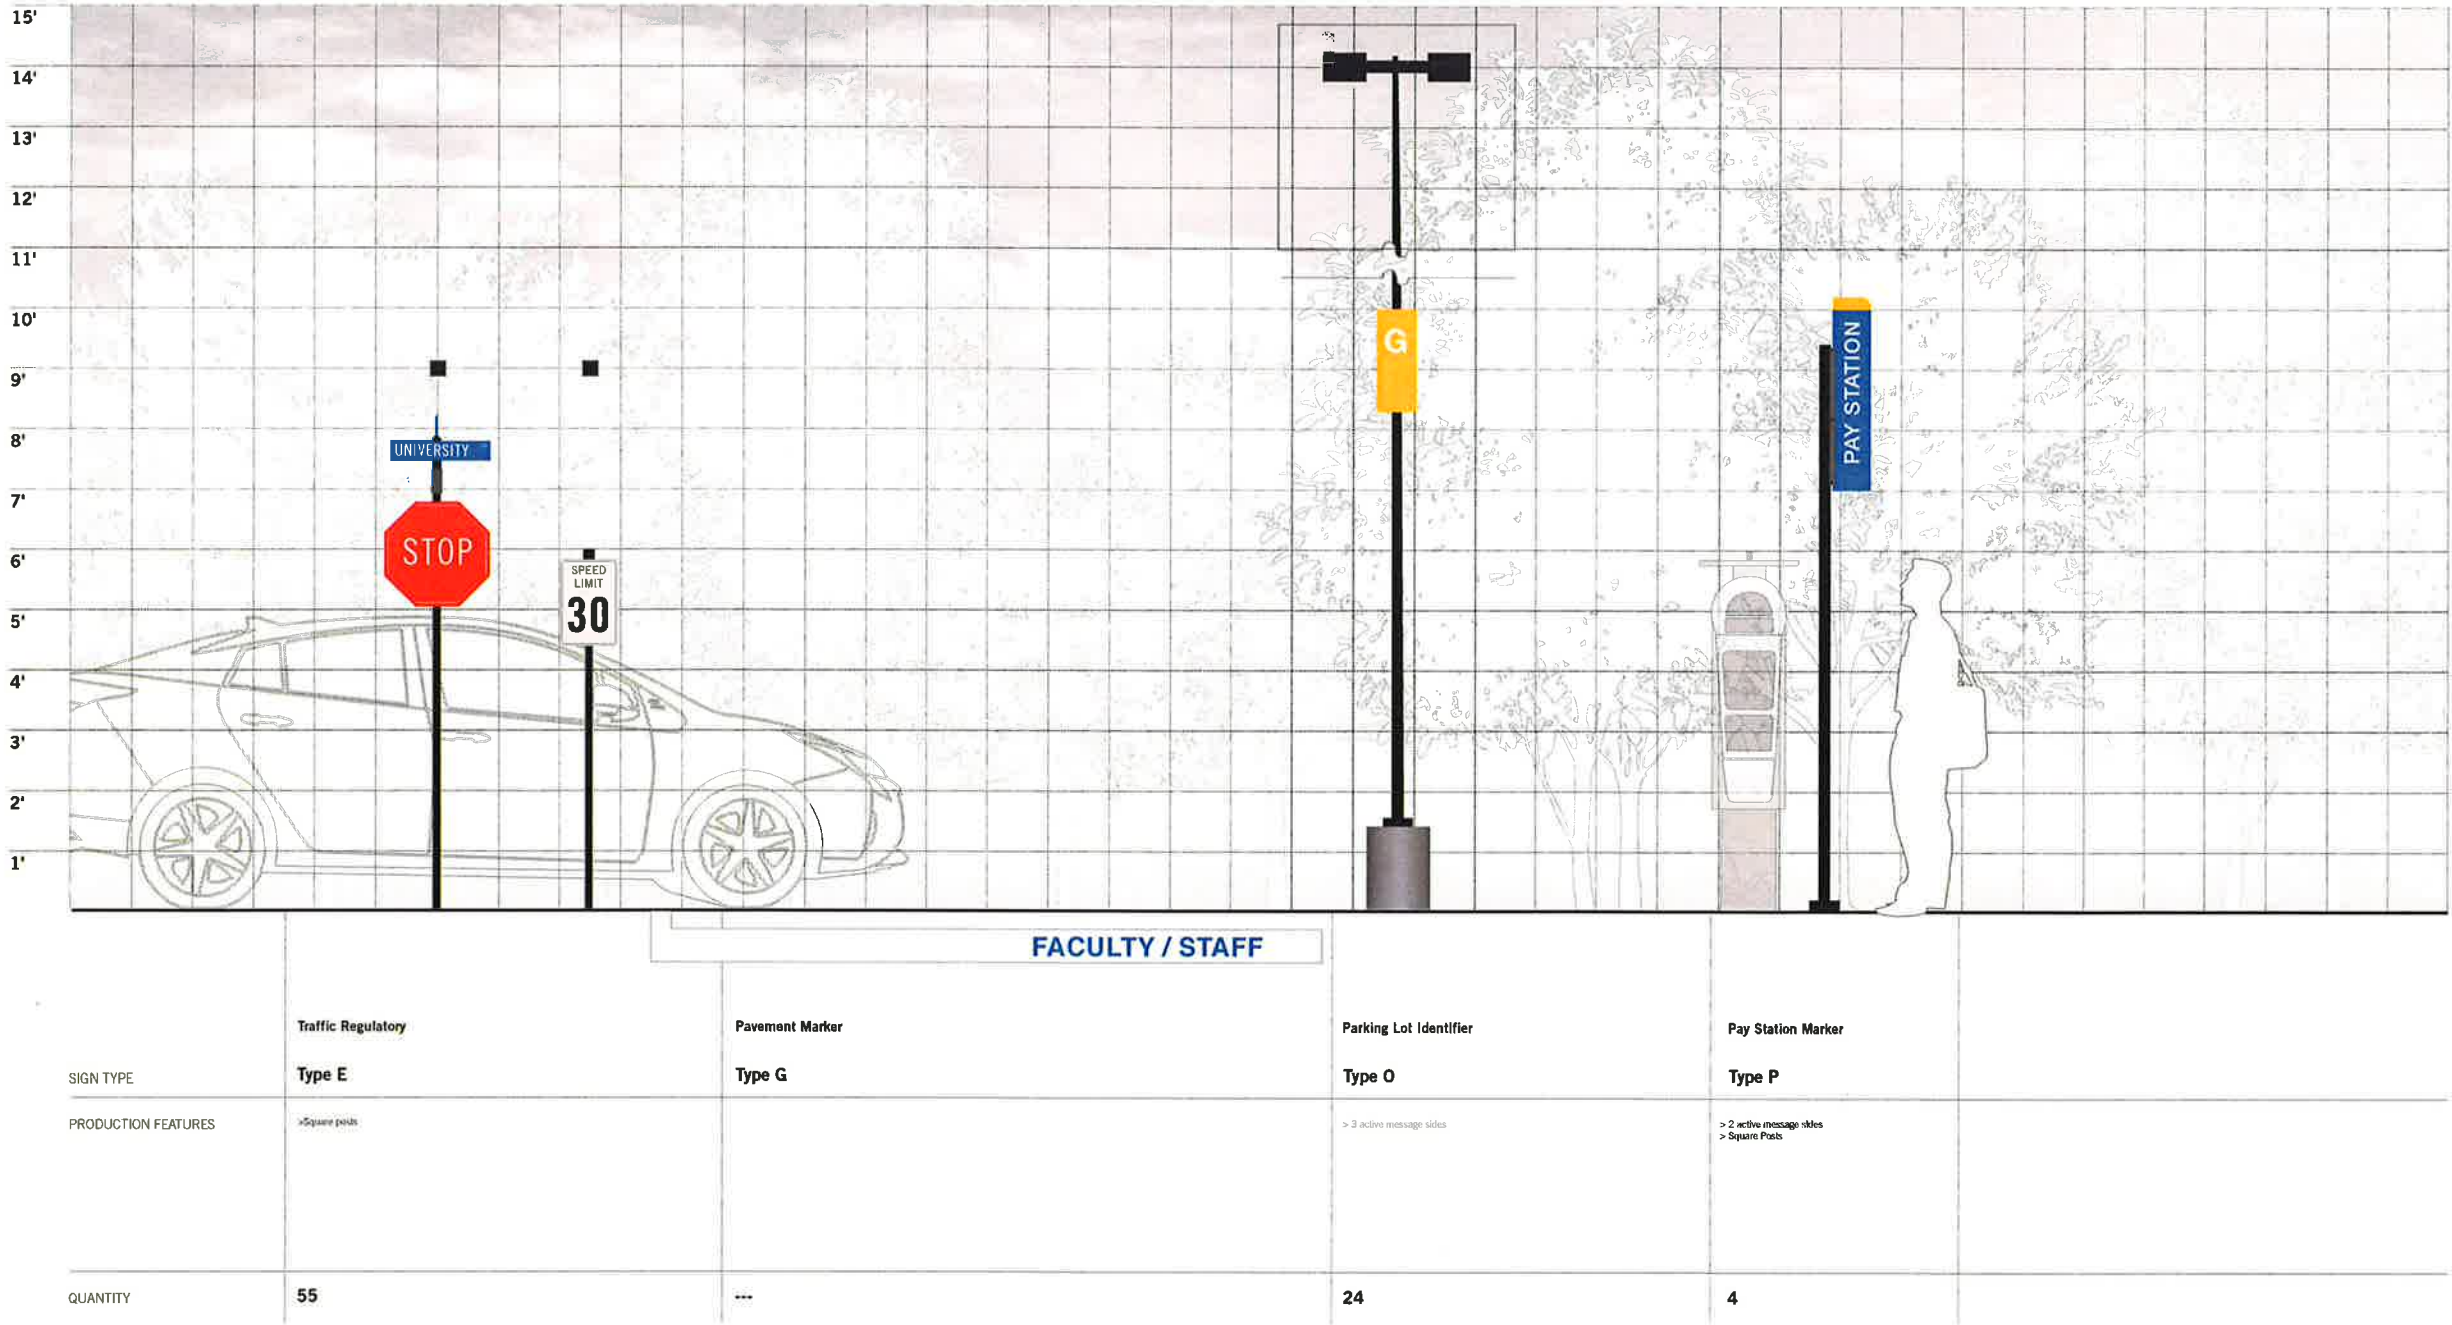 15'
14'
13'
12'
11'
10'
9'
8'
7'
6'
5'
4'
3'
2'
1'
UNIVERSITY
STOP
SPEED
LIMIT
30
G
PAY STATION
FACULTY / STAFF
Traffic Regulatory
Pavement Marker
Parking Lot Identifier
Pay Station Marker
SIGN TYPE
Type E
Type G
Type O
Type P
PRODUCTION FEATURES
>Square posts
> 3 active message sides
> 2 active message sides
> Square Posts
QUANTITY
55
---
24
4